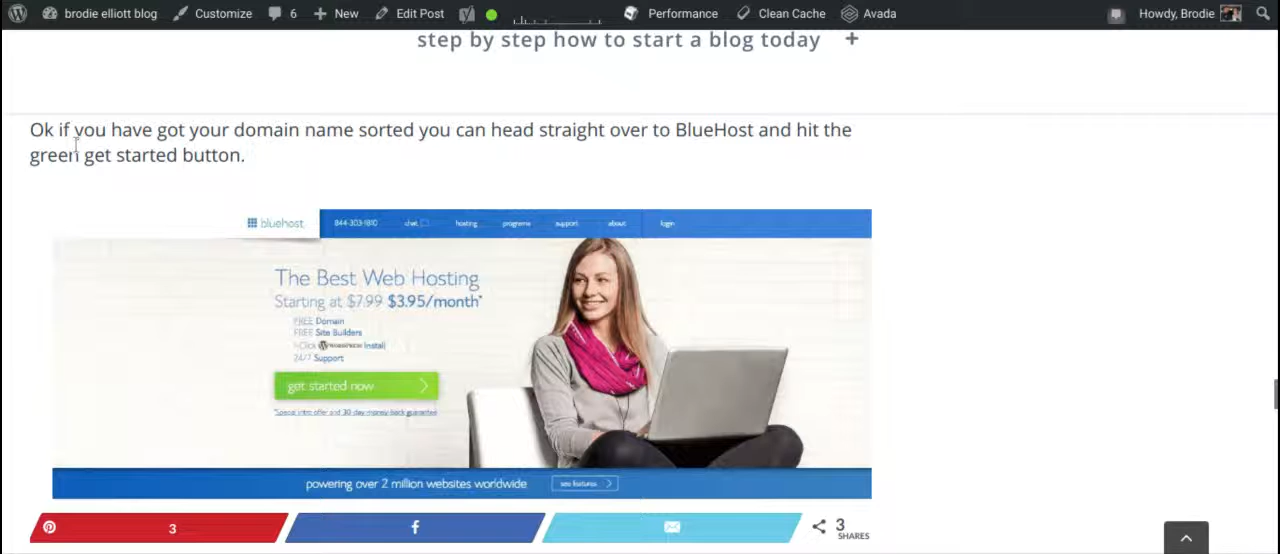 brodie elliott blog Customize 6 New Edit Post Performance Clean Cache Avada Howdy, Brodie
step by step how to start a blog today +
Ok if you have got your domain name sorted you can head straight over to BlueHost and hit the
green get started button.
bluehost 844-303-1810 chat hosting programs support about login
The Best Web Hosting
Starting at $7.99 $3.95/month*
FREE Domain
FREE Site Builders
1-Click WORDPRESS Install
24/7 Support
get started now
*Special intro offer and 30 day money back guarantee
powering over 2 million websites worldwide see features
3 3
SHARES